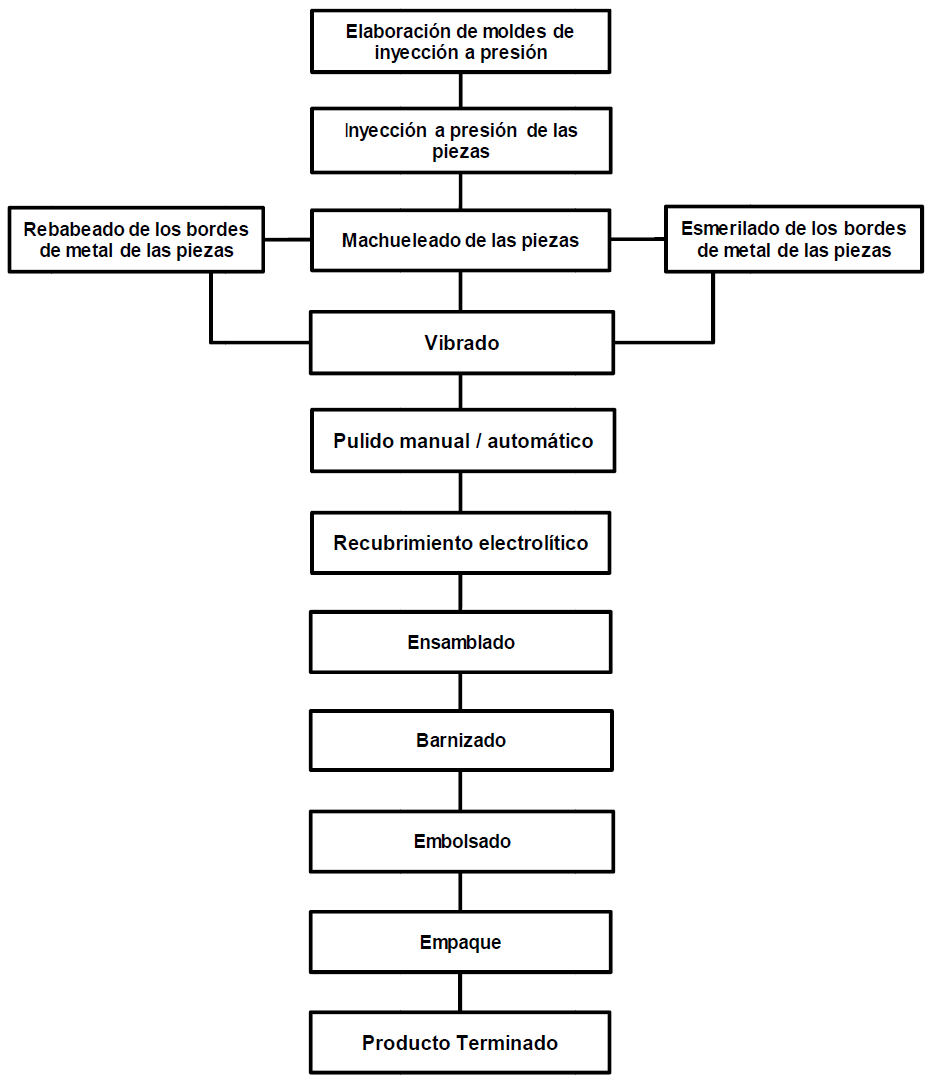 Elaboración de moldes de
inyección a presión
Inyección a presión de las
piezas
Rebabeado de los bordes
de metal de las piezas
Machueleado de las piezas
Esmerilado de los bordes
de metal de las piezas
Vibrado
Pulido manual / automático
Recubrimiento electrolítico
Ensamblado
Barnizado
Embolsado
Empaque
Producto Terminado